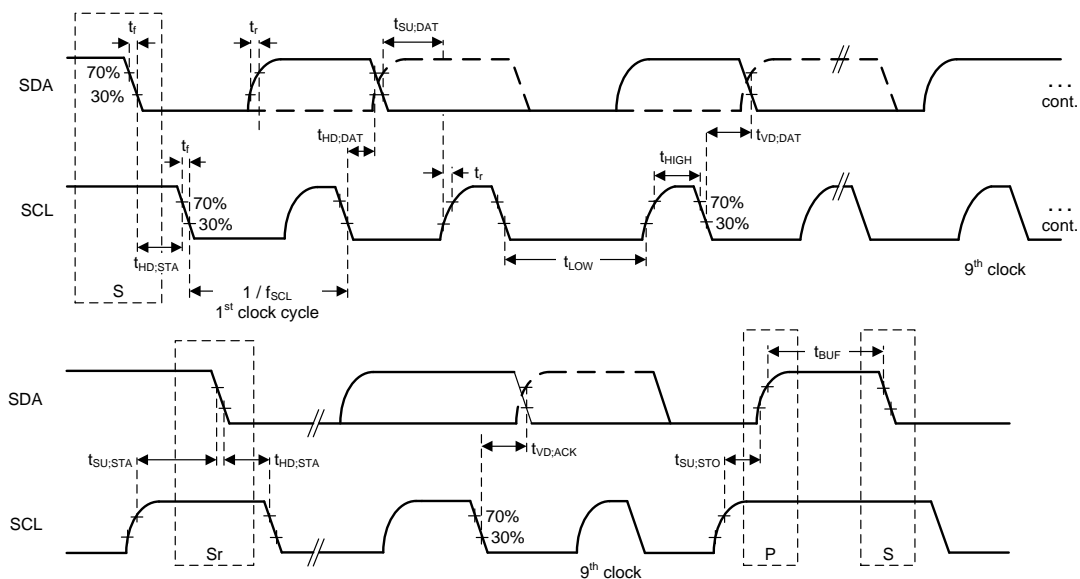 tf
tr
tSU;DAT
SDA
70%
30%
tHD;DAT
tVD;DAT
...
cont.
tf
tr
tHIGH
SCL
70%
30%
70%
30%
...
cont.
tHD;STA
tLOW
9th clock
S
1 / fSCL
1st clock cycle
tBUF
SDA
tSU;STA
tHD;STA
tVD;ACK
tSU;STO
SCL
70%
30%
Sr
P
S
9th clock